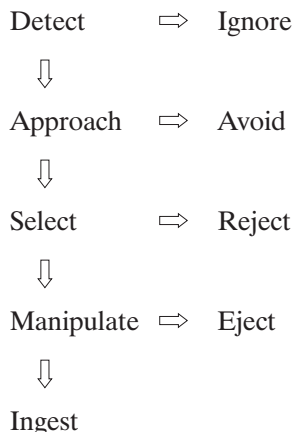 Detect ⇨ Ignore
⇩
Approach ⇨ Avoid
⇩
Select ⇨ Reject
⇩
Manipulate ⇨ Eject
⇩
Ingest